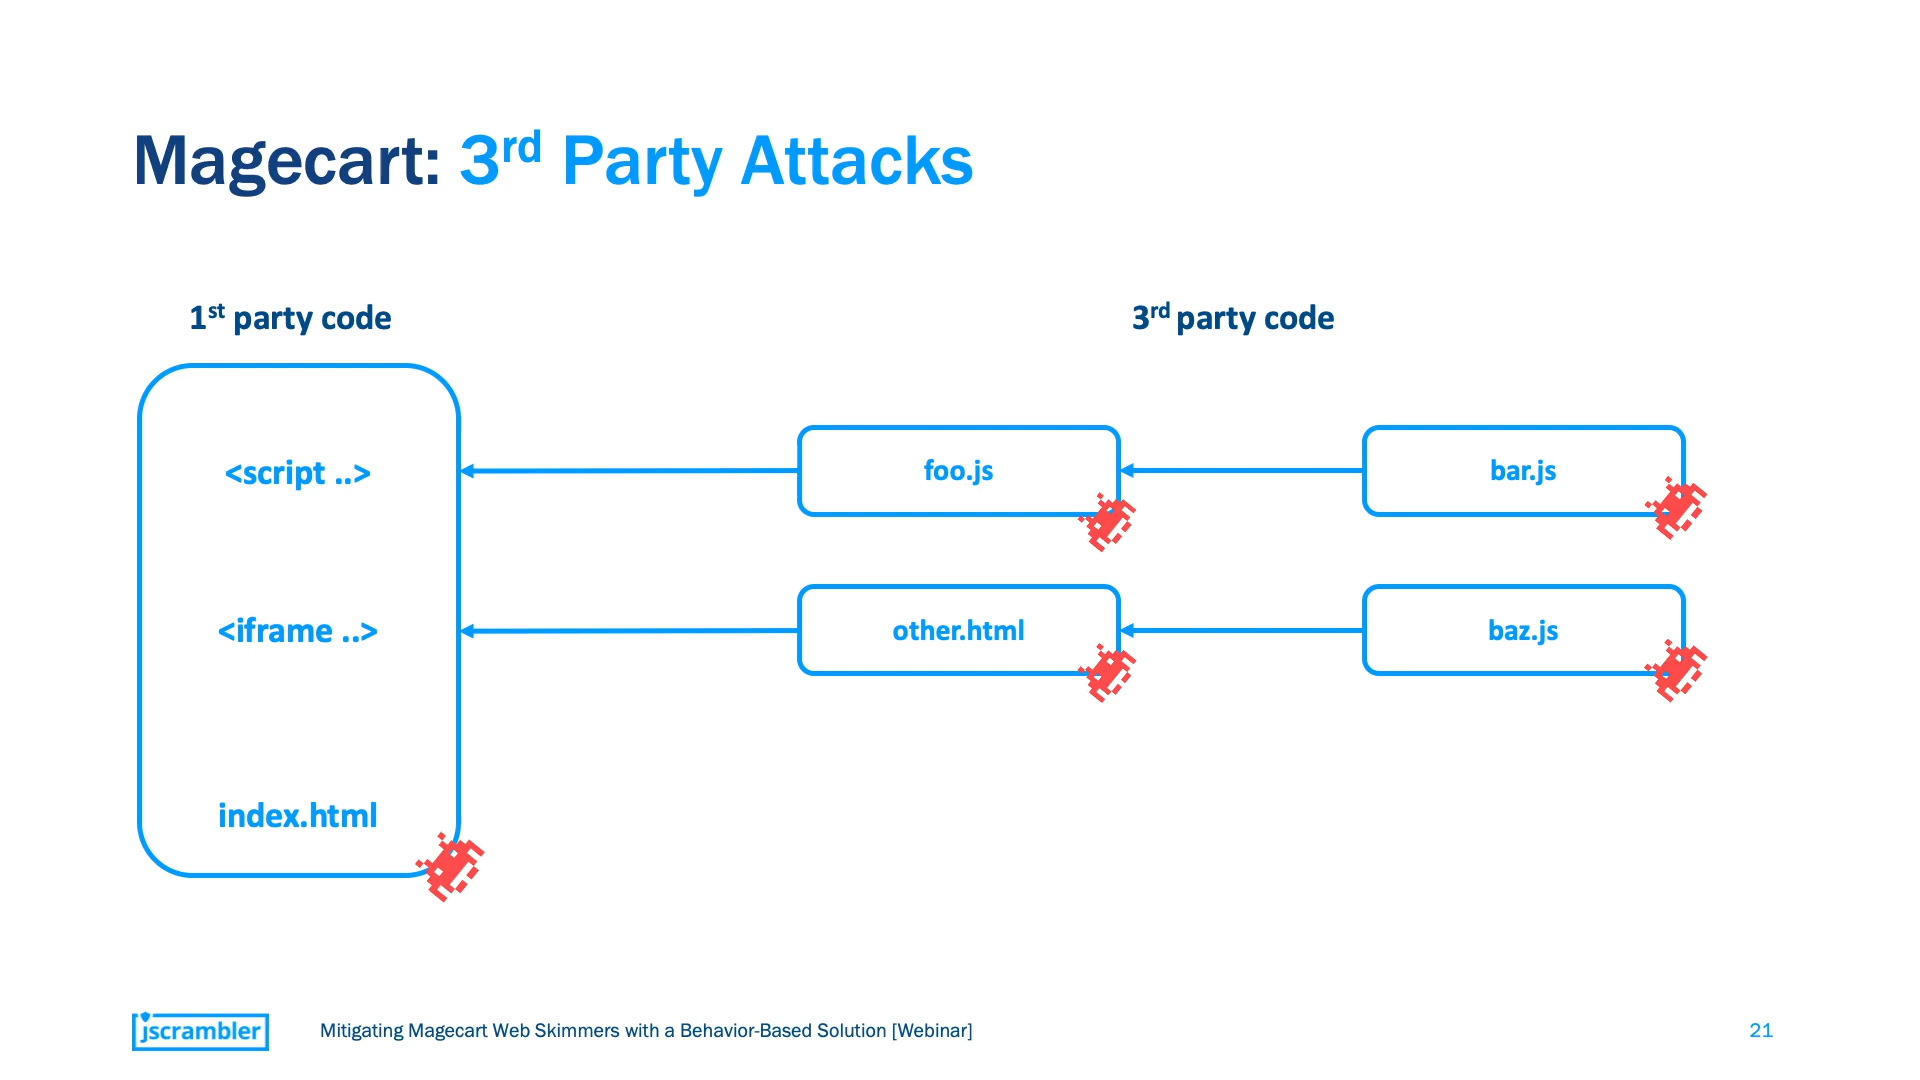 Magecart: 3rd Party Attacks
1st party code
3rd party code
<script ..>
foo.js
bar.js
<iframe ..>
other.html
baz.js
index.html
jscrambler
Mitigating Magecart Web Skimmers with a Behavior-Based Solution [Webinar]
21